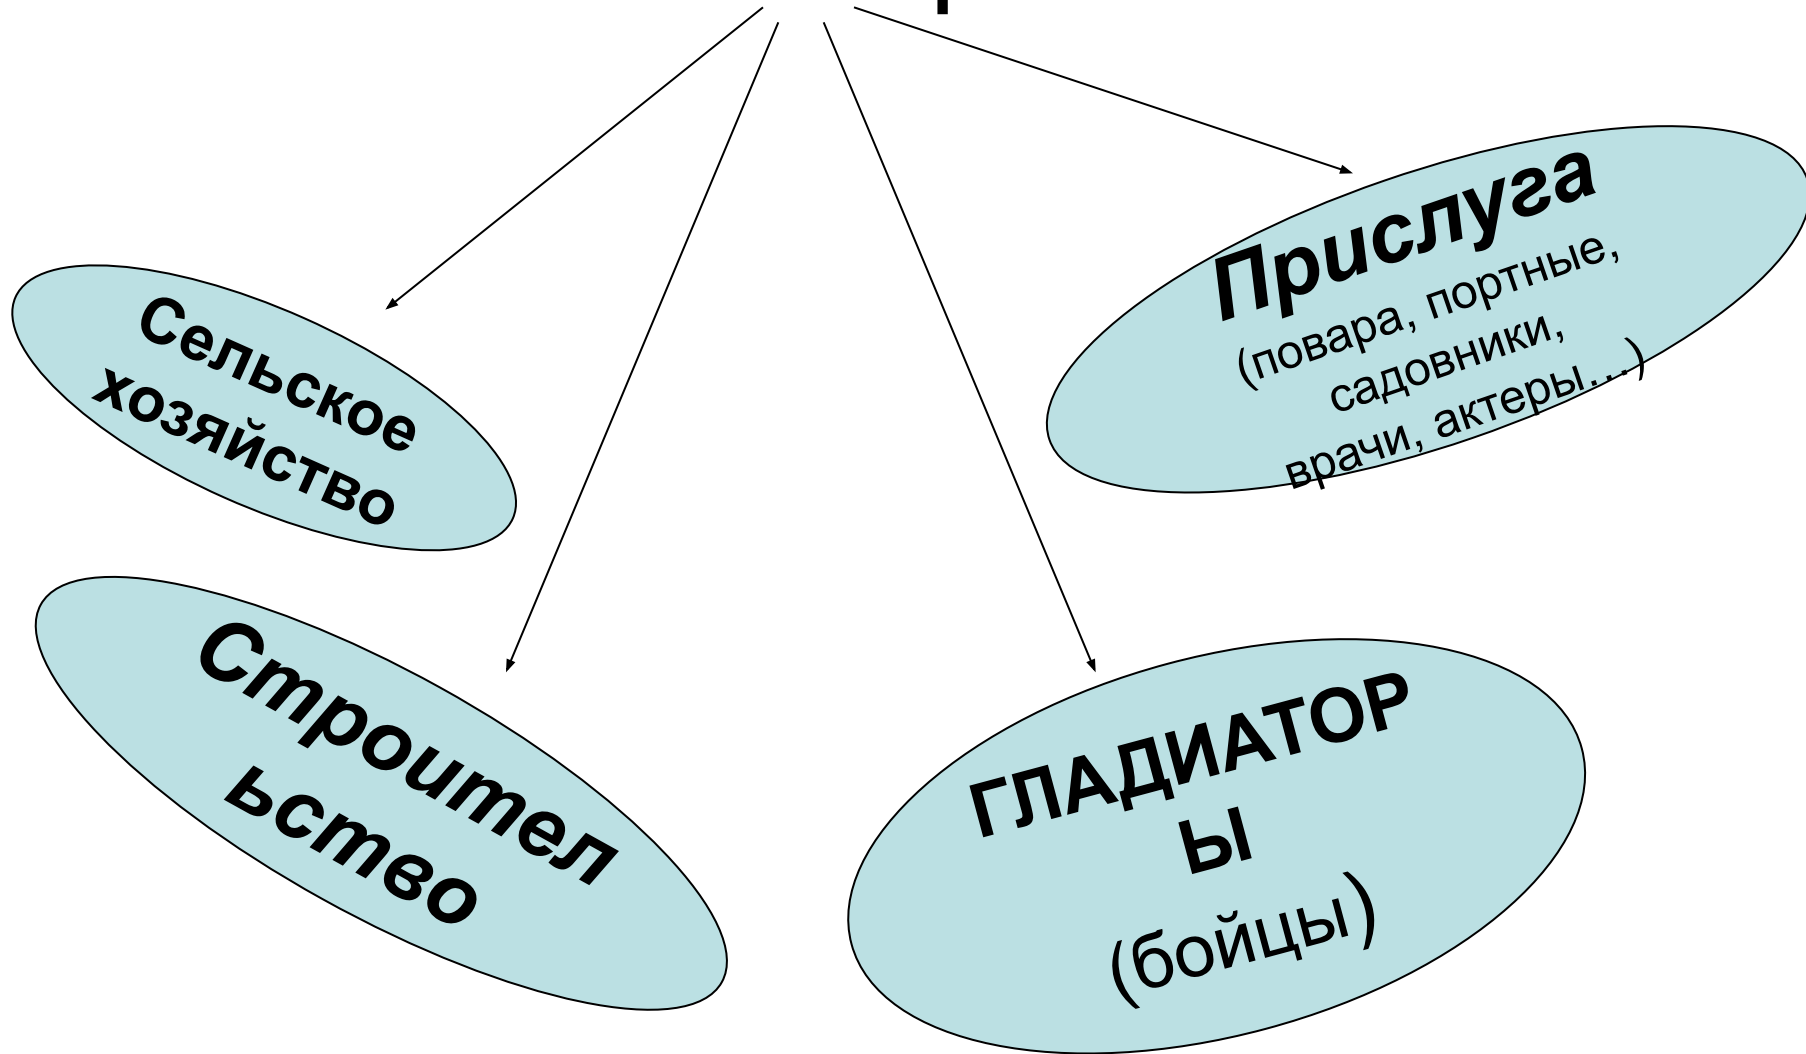 Прислуга
(повара, портные,
садовники,
врачи, актеры…)
Сельское
хозяйство
Строител
ьство
ГЛАДИАТОР
Ы
(бойцы)